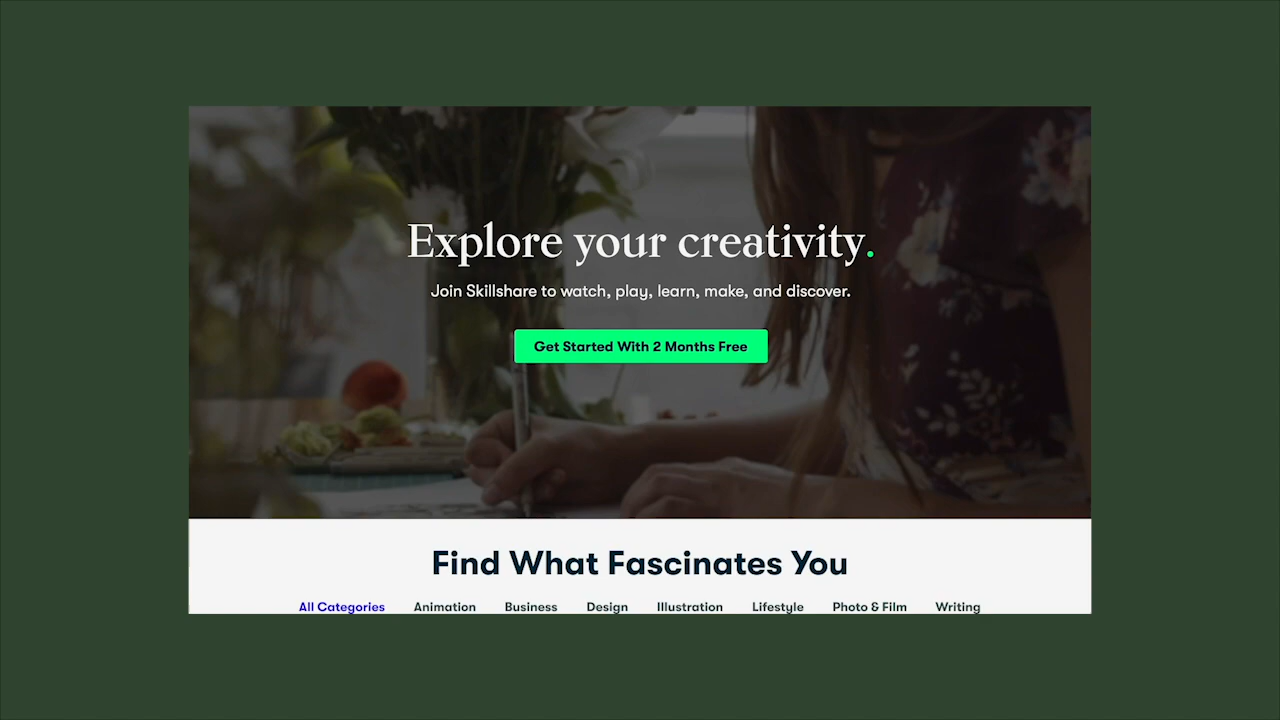 Explore your creativity.
Join Skillshare to watch, play, learn, make, and discover.
Get Started With 2 Months Free
Find What Fascinates You
All Categories Animation Business Design Illustration Lifestyle Photo & Film Writing